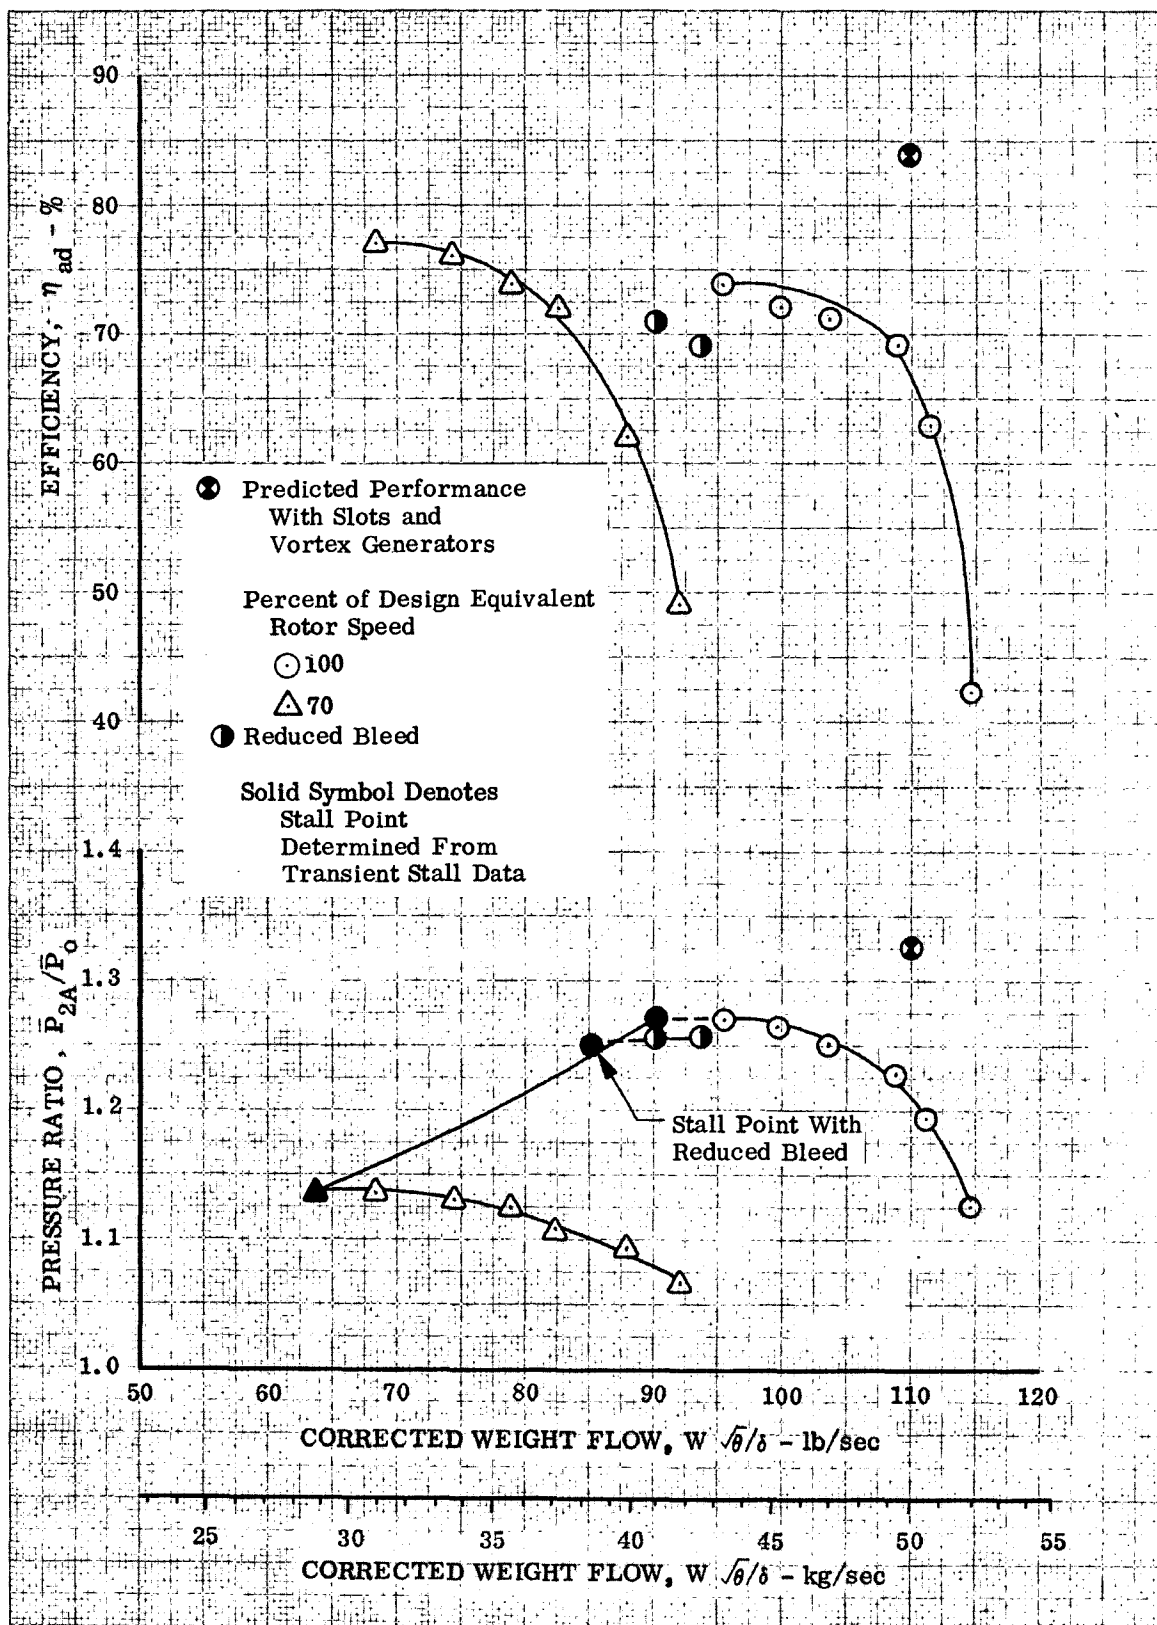 90
80
70
60
50
40
EFFICIENCY, η ad - %
Predicted Performance
With Slots and
Vortex Generators
Percent of Design Equivalent
Rotor Speed
100
70
Reduced Bleed
Solid Symbol Denotes
Stall Point
Determined From
Transient Stall Data
1.4
1.3
1.2
1.1
1.0
PRESSURE RATIO, P̄2A/P̄o
Stall Point With
Reduced Bleed
50 60 70 80 90 100 110 120
CORRECTED WEIGHT FLOW, W √θ/δ - lb/sec
25 30 35 40 45 50 55
CORRECTED WEIGHT FLOW, W √θ/δ - kg/sec